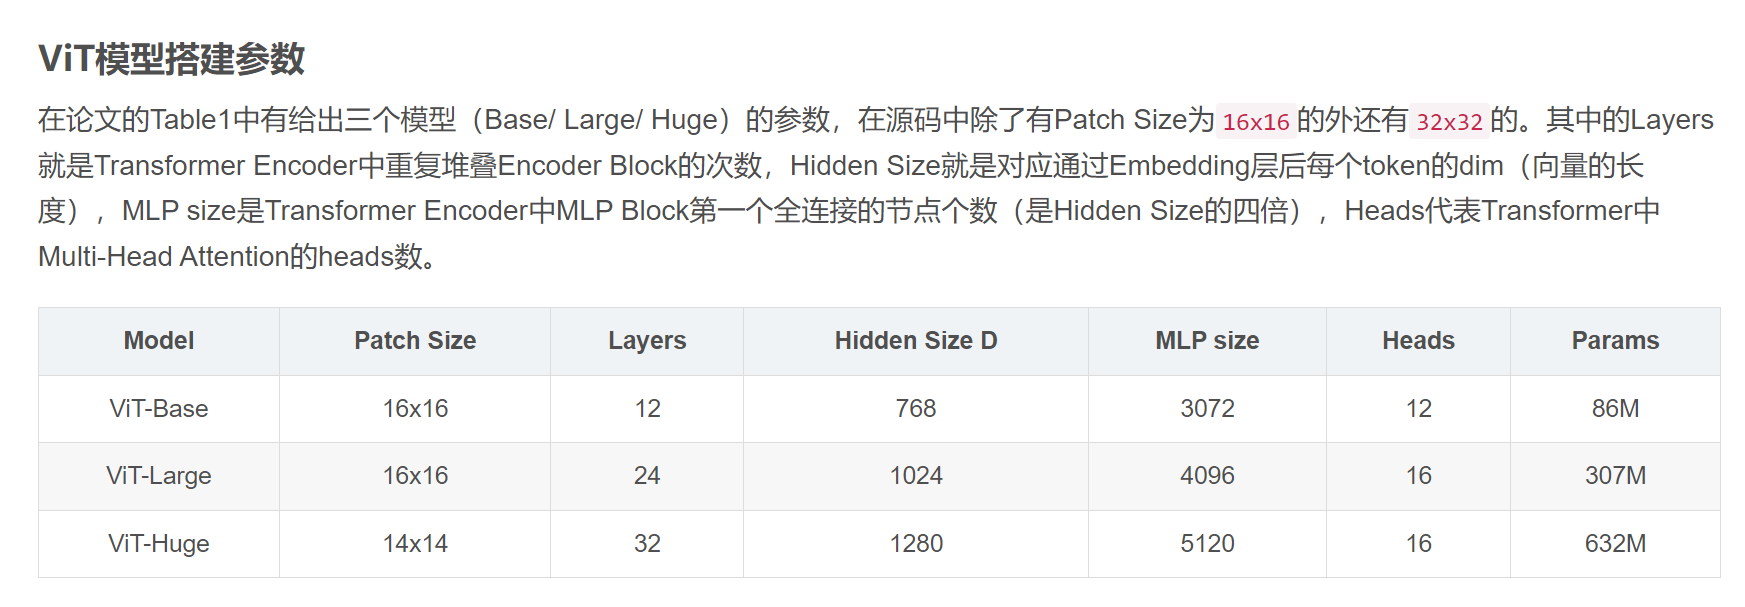 ViT模型搭建参数
在论文的Table1中有给出三个模型（Base/ Large/ Huge）的参数，在源码中除了有Patch Size为16x16的外还有32x32的。其中的Layers
就是Transformer Encoder中重复堆叠Encoder Block的次数，Hidden Size就是对应通过Embedding层后每个token的dim（向量的长
度），MLP size是Transformer Encoder中MLP Block第一个全连接的节点个数（是Hidden Size的四倍），Heads代表Transformer中
Multi-Head Attention的heads数。
Model Patch Size Layers Hidden Size D MLP size Heads Params
ViT-Base 16x16 12 768 3072 12 86M
ViT-Large 16x16 24 1024 4096 16 307M
ViT-Huge 14x14 32 1280 5120 16 632M